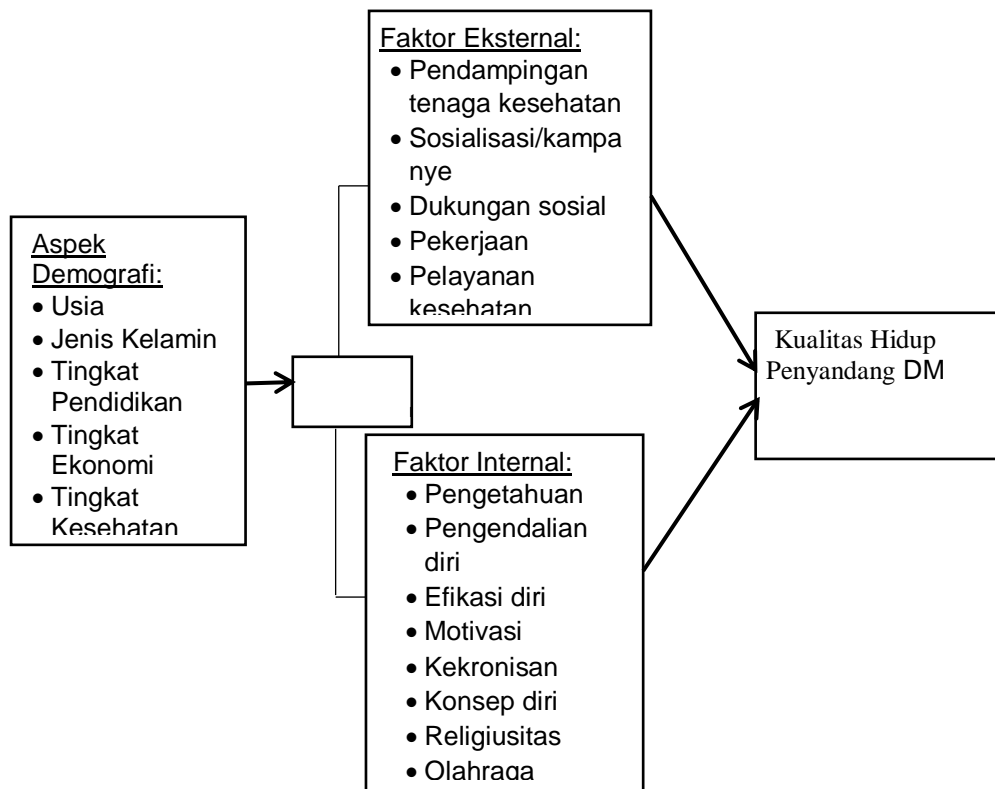 Faktor Eksternal:
• Pendampingan
tenaga kesehatan
• Sosialisasi/kampa
nye
• Dukungan sosial
• Pekerjaan
• Pelayanan
kesehatan
Aspek
Demografi:
• Usia
• Jenis Kelamin
• Tingkat
Pendidikan
• Tingkat
Ekonomi
• Tingkat
Kesehatan
Faktor Internal:
• Pengetahuan
• Pengendalian
diri
• Efikasi diri
• Motivasi
• Kekronisan
• Konsep diri
• Religiusitas
• Olahraga
Kualitas Hidup
Penyandang DM